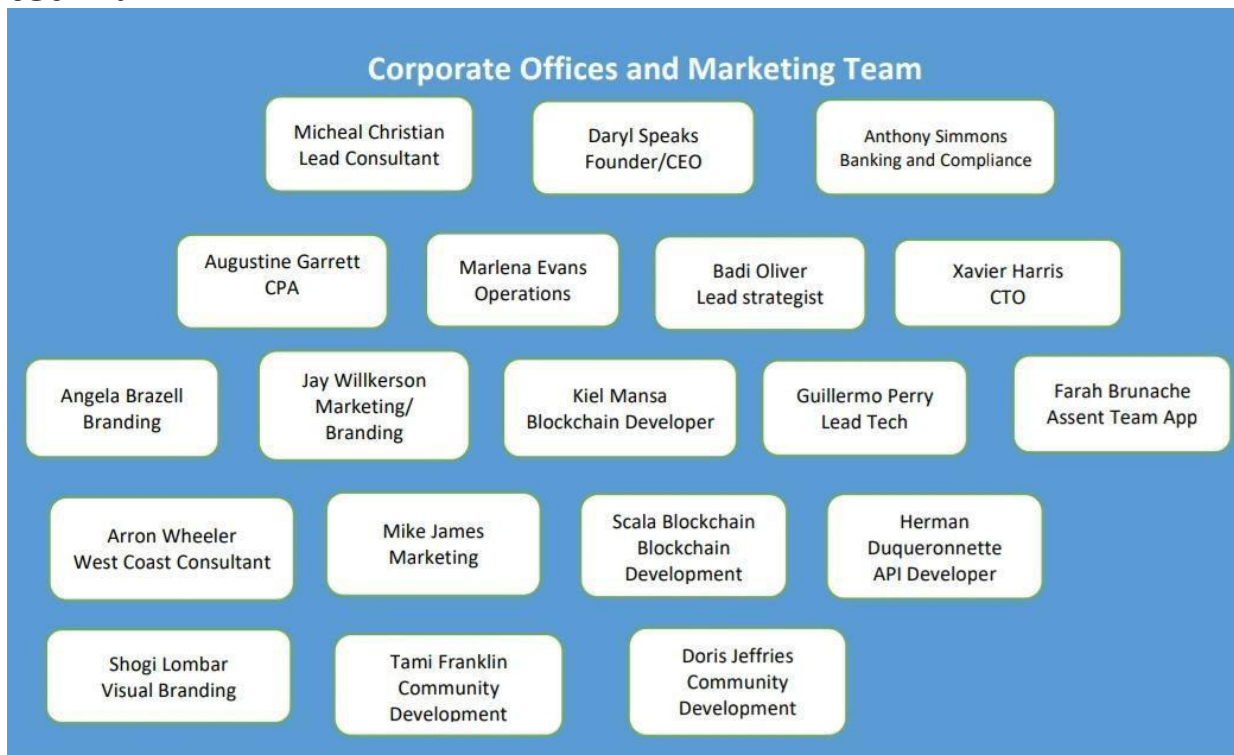 Corporate Offices and Marketing Team
Micheal Christian
Lead Consultant
Daryl Speaks
Founder/CEO
Anthony Simmons
Banking and Compliance
Augustine Garrett
CPA
Marlena Evans
Operations
Badi Oliver
Lead strategist
Xavier Harris
CTO
Angela Brazell
Branding
Jay Willkerson
Marketing/
Branding
Kiel Mansa
Blockchain Developer
Guillermo Perry
Lead Tech
Farah Brunache
Assent Team App
Arron Wheeler
West Coast Consultant
Mike James
Marketing
Scala Blockchain
Blockchain
Development
Herman
Duqueronnette
API Developer
Shogi Lombar
Visual Branding
Tami Franklin
Community
Development
Doris Jeffries
Community
Development